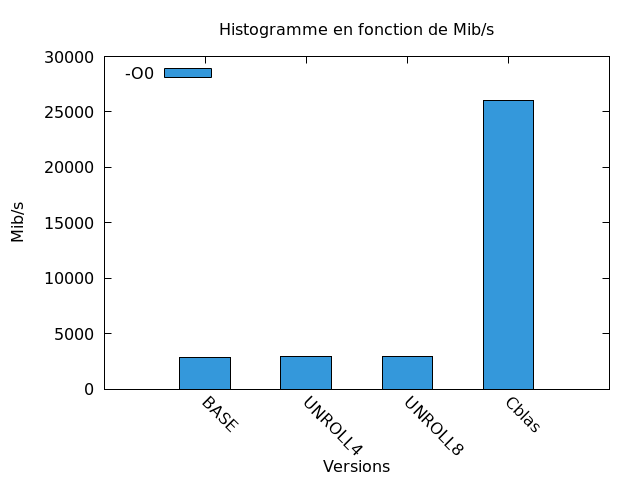 Histogramme en fonction de Mib/s
30000
-O0
25000
20000
Mib/s
15000
10000
5000
0
BASE
UNROLL4
UNROLL8
Cblas
Versions